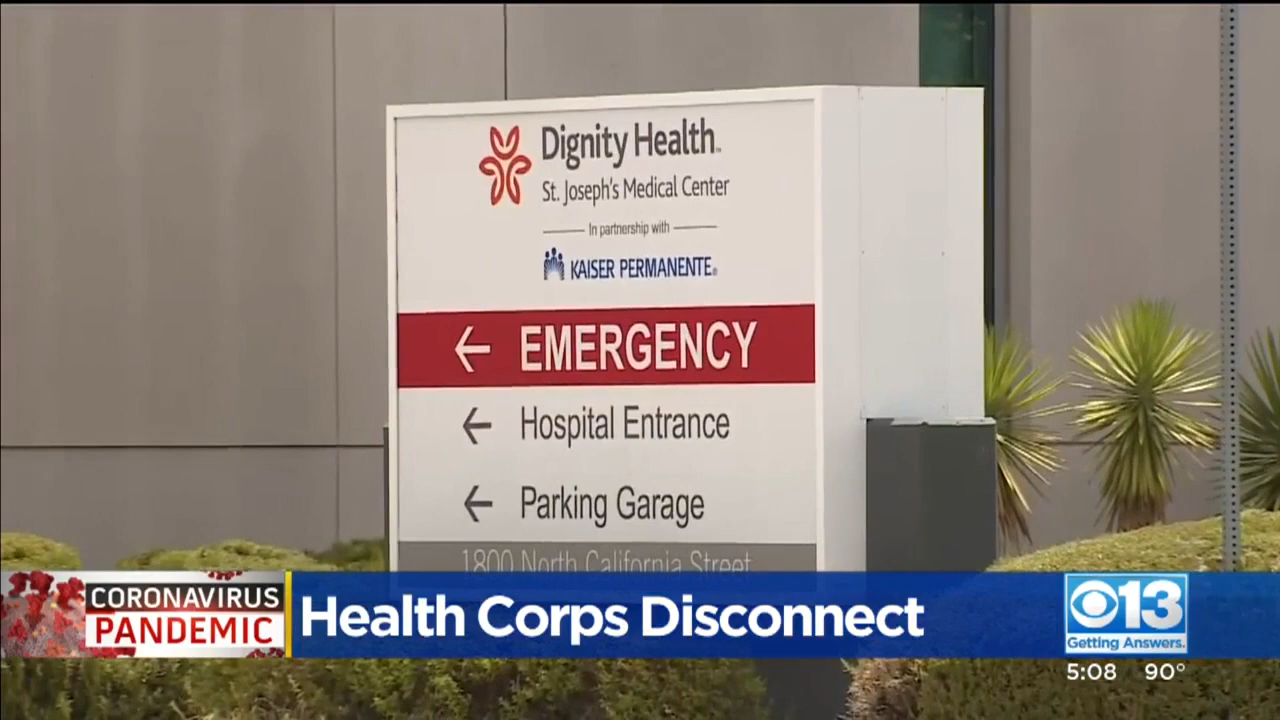 Dignity Health™
St. Joseph's Medical Center
In partnership with
KAISER PERMANENTE®
EMERGENCY
Hospital Entrance
Parking Garage
1800 North California Street
CORONAVIRUS
PANDEMIC
Health Corps Disconnect
13
Getting Answers.
5:08 90°